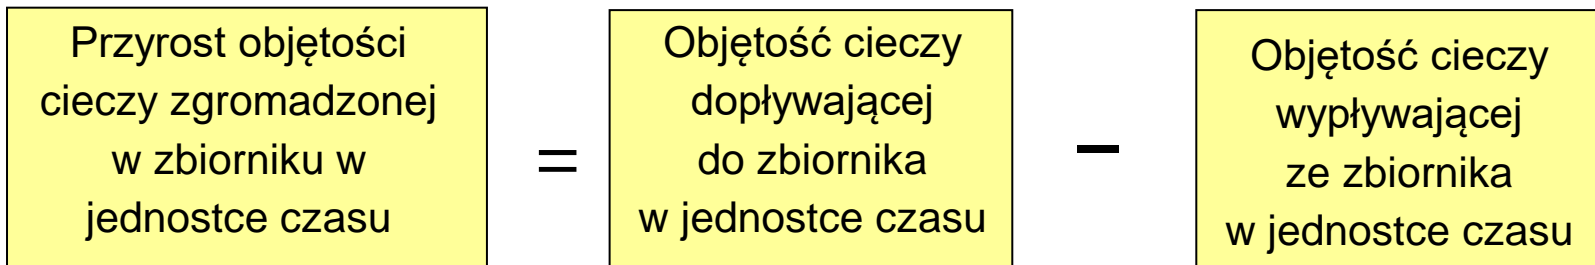 Przyrost objętości
cieczy zgromadzonej
w zbiorniku w
jednostce czasu
=
Objętość cieczy
dopływającej
do zbiornika
w jednostce czasu
–
Objętość cieczy
wypływającej
ze zbiornika
w jednostce czasu